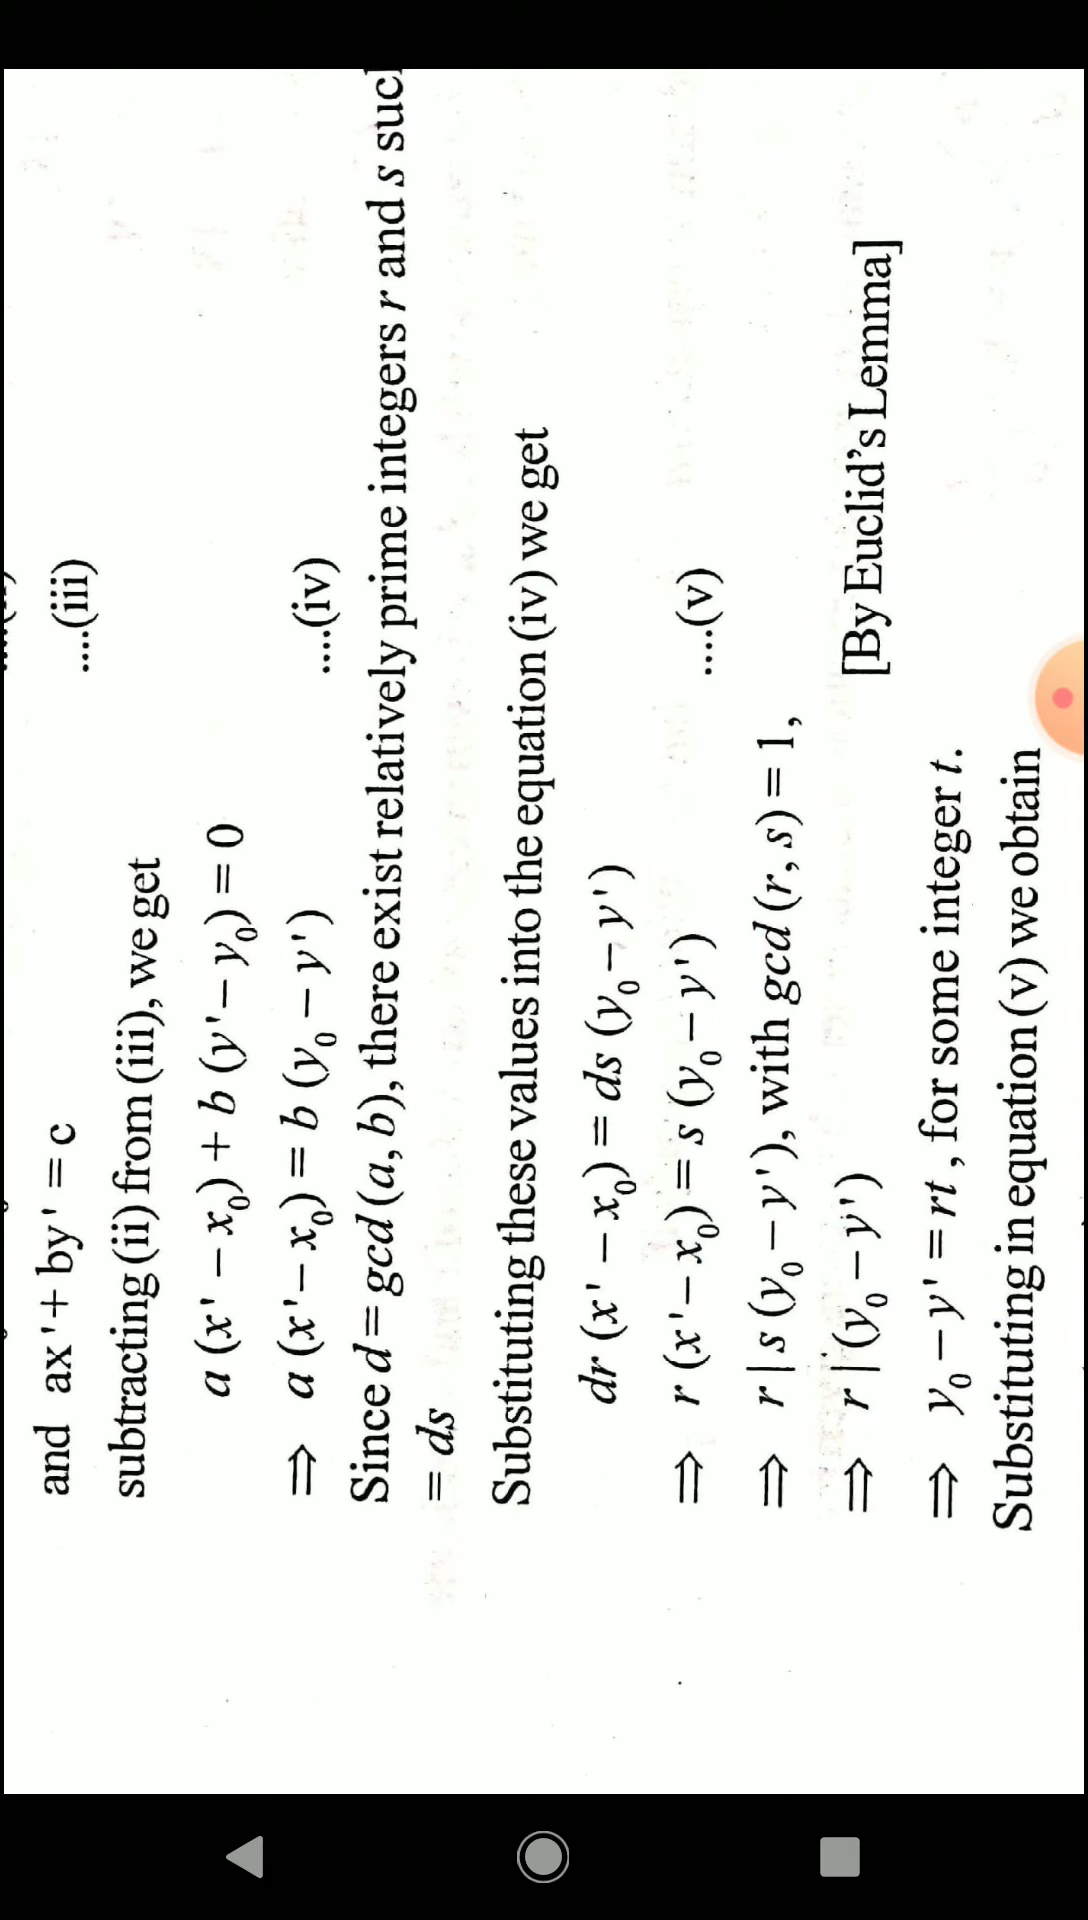 .....(iii)
and ax' + by' = c
subtracting (ii) from (iii), we get
a (x' – x₀) + b (y' – y₀) = 0
⇒ a (x' – x₀) = b (y₀ – y') .....(iv)
Since d = gcd (a, b), there exist relatively prime integers r and s
= ds
Substituting these values into the equation (iv) we get
dr (x' – x₀) = ds (y₀ – y')
⇒ r (x' – x₀) = s (y₀ – y') .....(v)
⇒ r | s (y₀ – y'), with gcd (r, s) = 1,
⇒ r | (y₀ – y') [By Euclid's Lemma]
⇒ y₀ – y' = rt , for some integer t.
Substituting in equation (v) we obtain